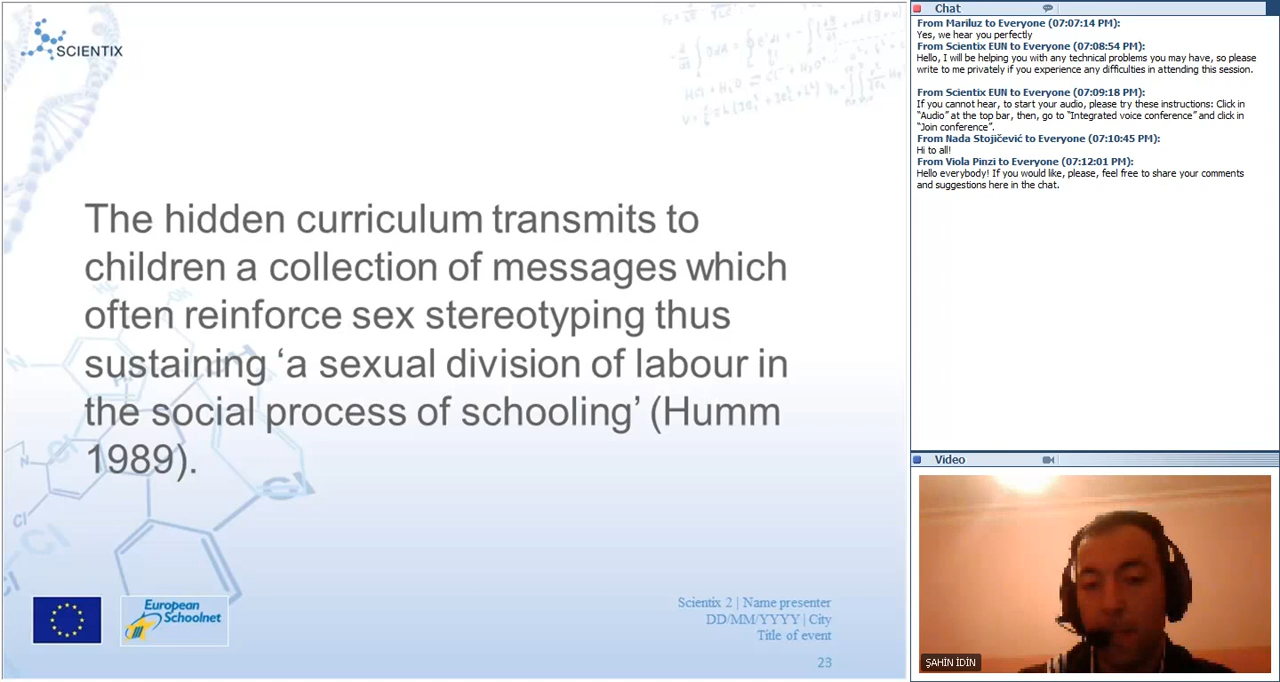 SCIENTIX
The hidden curriculum transmits to
children a collection of messages which
often reinforce sex stereotyping thus
sustaining ‘a sexual division of labour in
the social process of schooling’ (Humm
1989).
European
Schoolnet
Scientix 2 | Name presenter
DD/MM/YYYY | City
Title of event
23
Chat
From Mariluz to Everyone (07:07:14 PM):
Yes, we hear you perfectly
From Scientix EUN to Everyone (07:08:54 PM):
Hello, I will be helping you with any technical problems you may have, so please
write to me privately if you experience any difficulties in attending this session.
From Scientix EUN to Everyone (07:09:18 PM):
If you cannot hear, to start your audio, please try these instructions: Click in
“Audio” at the top bar, then, go to “Integrated voice conference” and click in
“Join conference”.
From Nada Stojičević to Everyone (07:10:45 PM):
Hi to all!
From Viola Pinzi to Everyone (07:12:01 PM):
Hello everybody! If you would like, please, feel free to share your comments
and suggestions here in the chat.
Video
ŞAHİN İDİN